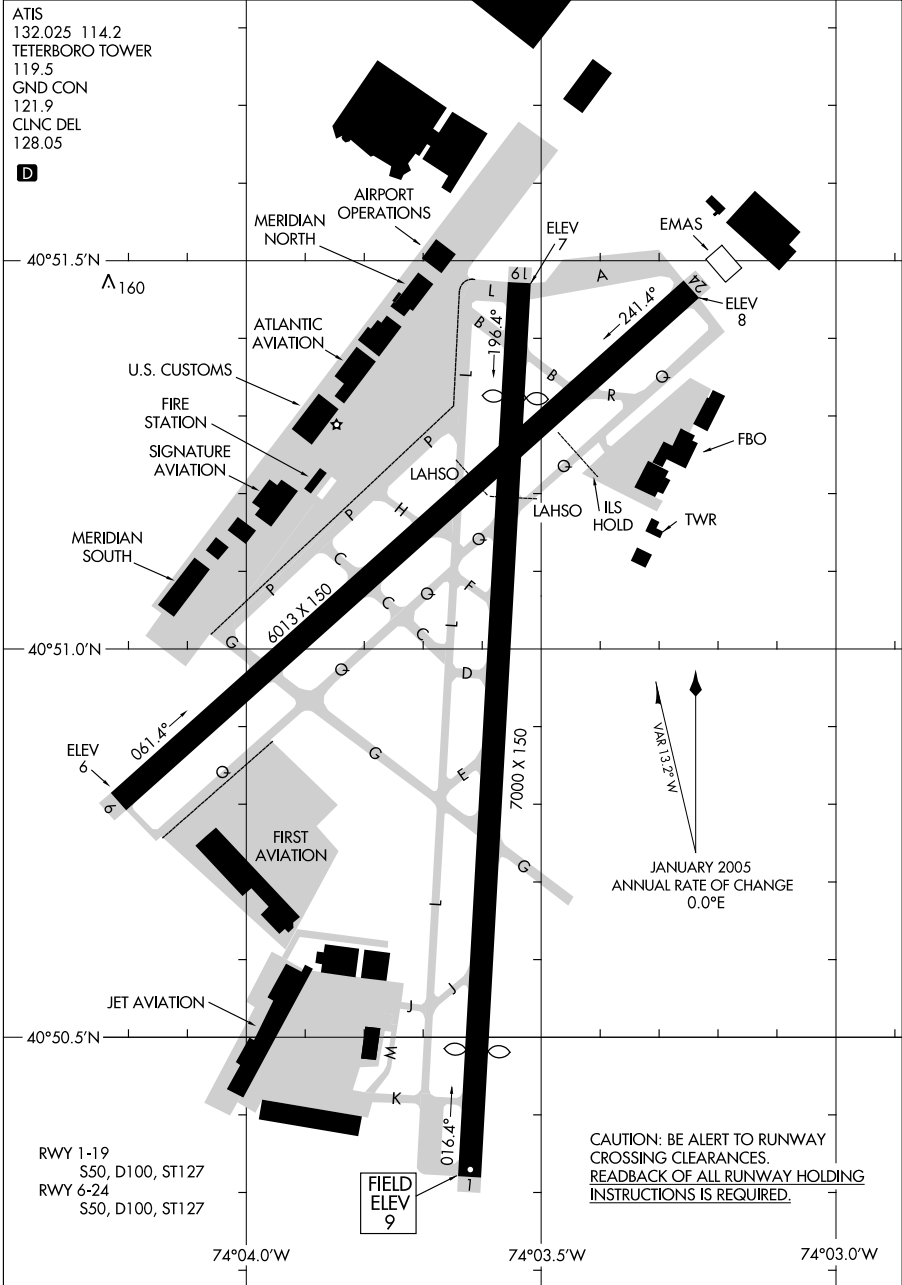 ATIS
132.025 114.2
TETERBORO TOWER
119.5
GND CON
121.9
CLNC DEL
128.05
D
AIRPORT
OPERATIONS
MERIDIAN
NORTH
ELEV
7
EMAS
40°51.5'N
160
19
A
24
L
ELEV
8
B
196.4°
241.4°
ATLANTIC
AVIATION
U.S. CUSTOMS
L
B
Q
R
FIRE
STATION
SIGNATURE
AVIATION
P
FBO
LAHSO
Q
P
H
LAHSO
ILS
HOLD
TWR
MERIDIAN
SOUTH
Q
C
P
F
C
Q
6013 X 150
L
C
G
40°51.0'N
Q
D
061.4°
VAR 13.2° W
ELEV
6
G
7000 X 150
Q
E
6
FIRST
AVIATION
G
JANUARY 2005
ANNUAL RATE OF CHANGE
0.0°E
L
JET AVIATION
J
J
40°50.5'N
M
K
016.4°
RWY 1-19
S50, D100, ST127
RWY 6-24
S50, D100, ST127
1
FIELD
ELEV
9
CAUTION: BE ALERT TO RUNWAY
CROSSING CLEARANCES.
READBACK OF ALL RUNWAY HOLDING
INSTRUCTIONS IS REQUIRED.
74°04.0'W
74°03.5'W
74°03.0'W